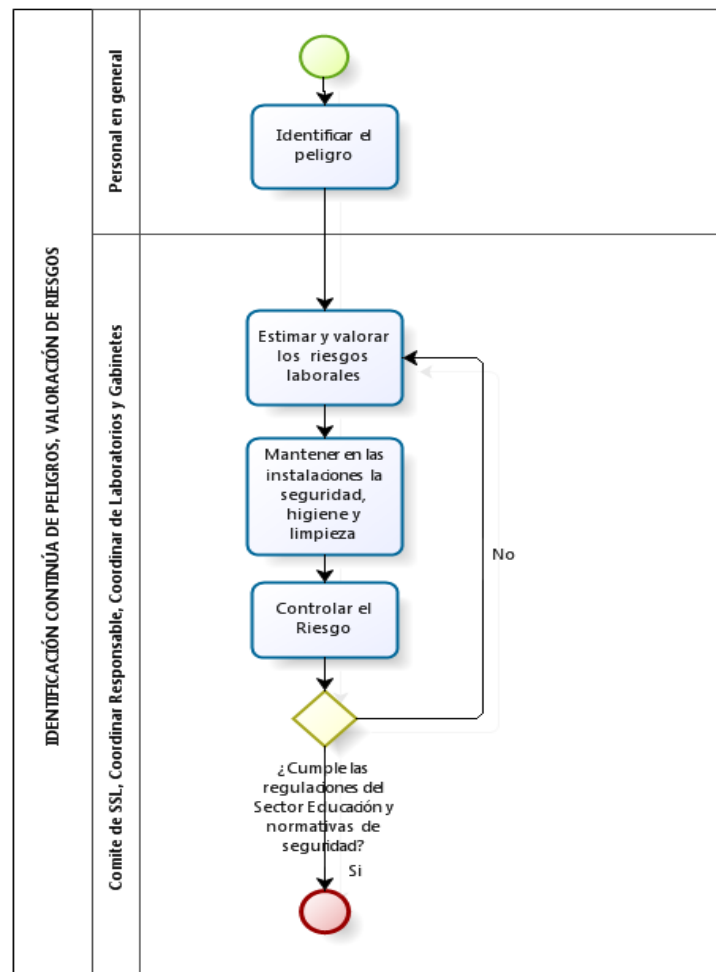 IDENTIFICACIÓN CONTINÚA DE PELIGROS, VALORACIÓN DE RIESGOS
Personal en general
Identificar el
peligro
Comite de SSL, Coordinar Responsable, Coordinar de Laboratorios y Gabinetes
Estimar y valorar
los riesgos
laborales
Mantener en las
instalaciones la
seguridad,
higiene y
limpieza
Controlar el
Riesgo
No
¿Cumple las
regulaciones del
Sector Educación y
normativas de
seguridad?
Si